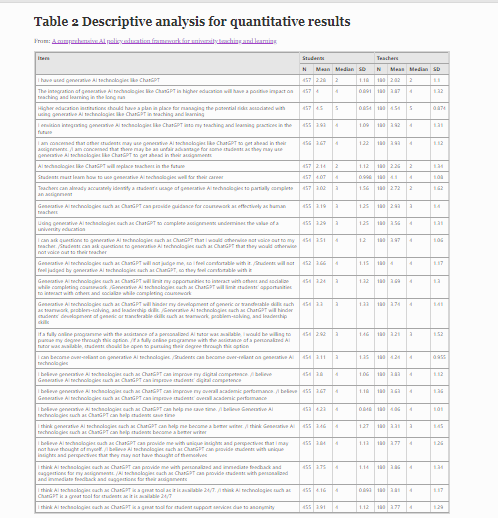 Table 2 Descriptive analysis for quantitative results
From: A comprehensive AI policy education framework for university teaching and learning
Item Students Teachers
N Mean Median SD N Mean Median SD
I have used generative AI technologies like ChatGPT 457 2.28 2 1.18 180 2.02 2 1.1
The integration of generative AI technologies like ChatGPT in higher education will have a positive impact on 457 4 4 0.891 180 3.87 4 1.32
teaching and learning in the long run
Higher education institutions should have a plan in place for managing the potential risks associated with 457 4.5 5 0.854 180 4.54 5 0.874
using generative AI technologies like ChatGPT in teaching and learning
I envision integrating generative AI technologies like ChatGPT into my teaching and learning practices in the 455 3.93 4 1.09 180 3.92 4 1.31
future
I am concerned that other students may use generative AI technologies like ChatGPT to get ahead in their 456 3.67 4 1.22 180 3.93 4 1.12
assignments. /I am concerned that there may be an unfair advantage for some students as they may use
generative AI technologies like ChatGPT to get ahead in their assignments
AI technologies like ChatGPT will replace teachers in the future 457 2.14 2 1.12 180 2.26 2 1.34
Students must learn how to use generative AI technologies well for their career 457 4.07 4 0.998 180 4.1 4 1.08
Teachers can already accurately identify a student's usage of generative AI technologies to partially complete 457 3.02 3 1.56 180 2.72 2 1.62
an assignment
Generative AI technologies such as ChatGPT can provide guidance for coursework as effectively as human 455 3.19 3 1.25 180 2.93 3 1.4
teachers
Using generative AI technologies such as ChatGPT to complete assignments undermines the value of a 455 3.29 3 1.25 180 3.56 4 1.31
university education
I can ask questions to generative AI technologies such as ChatGPT that I would otherwise not voice out to my 454 3.51 4 1.2 180 3.97 4 1.06
teacher. /Students can ask questions to generative AI technologies such as ChatGPT that they would otherwise
not voice out to their teacher
Generative AI technologies such as ChatGPT will not judge me, so I feel comfortable with it. /Students will not 452 3.66 4 1.15 180 4 4 1.17
feel judged by generative AI technologies such as ChatGPT, so they feel comfortable with it
Generative AI technologies such as ChatGPT will limit my opportunities to interact with others and socialize 454 3.24 3 1.32 180 3.69 4 1.3
while completing coursework. /Generative AI technologies such as ChatGPT will limit students' opportunities
to interact with others and socialize while completing coursework
Generative AI technologies such as ChatGPT will hinder my development of generic or transferable skills such 454 3.3 3 1.33 180 3.74 4 1.41
as teamwork, problem-solving, and leadership skills. /Generative AI technologies such as ChatGPT will hinder
students' development of generic or transferable skills such as teamwork, problem-solving, and leadership
skills
If a fully online programme with the assistance of a personalized AI tutor was available, I would be willing to 454 2.92 3 1.46 180 3.21 3 1.52
pursue my degree through this option. /If a fully online programme with the assistance of a personalized AI
tutor was available, students should be open to pursuing their degree through this option
I can become over-reliant on generative AI technologies. /Students can become over-reliant on generative AI 454 3.11 3 1.25 180 4.24 4 0.955
technologies
I believe generative AI technologies such as ChatGPT can improve my digital competence. // believe 454 3.8 4 1.06 180 3.83 4 1.12
Generative AI technologies such as ChatGPT can improve students' digital competence
I believe generative AI technologies such as ChatGPT can improve my overall academic performance. // believe 455 3.67 4 1.18 180 3.63 4 1.36
Generative AI technologies such as ChatGPT can improve students' overall academic performance
I believe generative AI technologies such as ChatGPT can help me save time. // believe Generative AI 453 4.23 4 0.848 180 4.06 4 1.01
technologies such as ChatGPT can help students save time
I think generative AI technologies such as ChatGPT can help me become a better writer. // think Generative AI 455 3.46 4 1.27 180 3.31 3 1.45
technologies such as ChatGPT can help students become a better writer
I believe AI technologies such as ChatGPT can provide me with unique insights and perspectives that I may 455 3.84 4 1.13 180 3.77 4 1.26
not have thought of myself. // believe AI technologies such as ChatGPT can provide students with unique
insights and perspectives that they may not have thought of themselves
I think AI technologies such as ChatGPT can provide me with personalized and immediate feedback and 455 3.75 4 1.14 180 3.86 4 1.34
suggestions for my assignments. /AI technologies such as ChatGPT can provide students with personalized
and immediate feedback and suggestions for their assignments
I think AI technologies such as ChatGPT is a great tool as it is available 24/7. // think AI technologies such as 455 4.16 4 0.893 180 3.81 4 1.17
ChatGPT is a great tool for students as it is available 24/7
I think AI technologies such as ChatGPT is a great tool for student support services due to anonymity 455 3.91 4 1.12 180 3.77 4 1.29